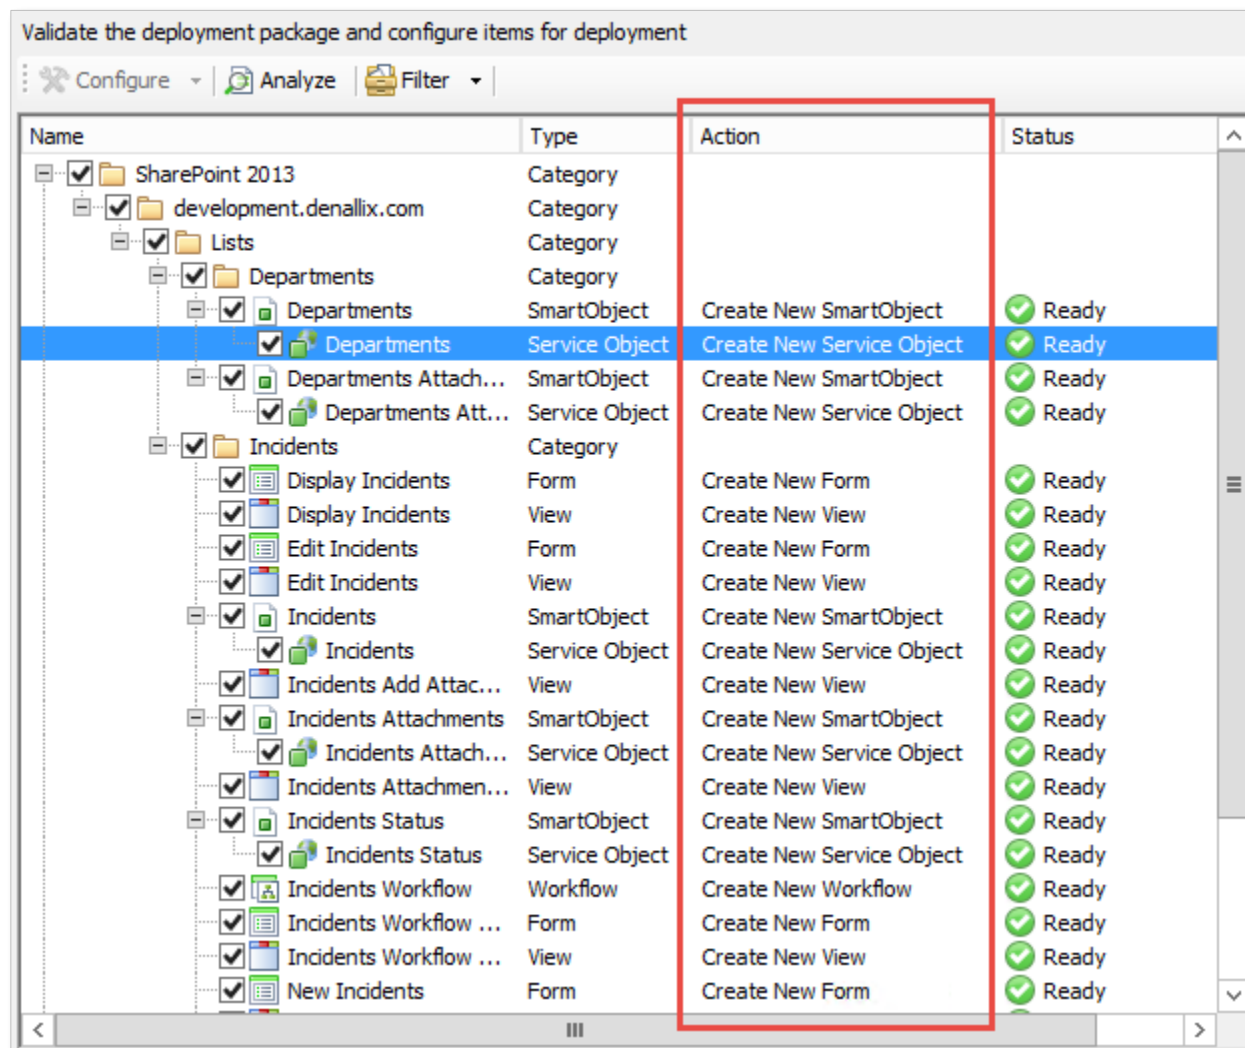 Validate the deployment package and configure items for deployment
Configure Analyze Filter
Name Type Action Status
SharePoint 2013 Category
development.denallix.com Category
Lists Category
Departments Category
Departments SmartObject Create New SmartObject Ready
Departments Service Object Create New Service Object Ready
Departments Attach... SmartObject Create New SmartObject Ready
Departments Att... Service Object Create New Service Object Ready
Incidents Category
Display Incidents Form Create New Form Ready
Display Incidents View Create New View Ready
Edit Incidents Form Create New Form Ready
Edit Incidents View Create New View Ready
Incidents SmartObject Create New SmartObject Ready
Incidents Service Object Create New Service Object Ready
Incidents Add Attac... View Create New View Ready
Incidents Attachments SmartObject Create New SmartObject Ready
Incidents Attach... Service Object Create New Service Object Ready
Incidents Attachmen... View Create New View Ready
Incidents Status SmartObject Create New SmartObject Ready
Incidents Status Service Object Create New Service Object Ready
Incidents Workflow Workflow Create New Workflow Ready
Incidents Workflow ... Form Create New Form Ready
Incidents Workflow ... View Create New View Ready
New Incidents Form Create New Form Ready